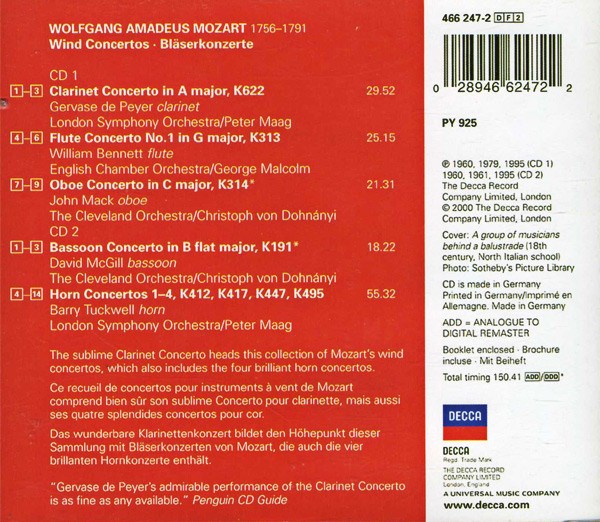 WOLFGANG AMADEUS MOZART 1756–1791
Wind Concertos · Bläserkonzerte
CD 1
1–3 Clarinet Concerto in A major, K622 29.52
Gervase de Peyer clarinet
London Symphony Orchestra/Peter Maag
4–6 Flute Concerto No.1 in G major, K313 25.15
William Bennett flute
English Chamber Orchestra/George Malcolm
7–9 Oboe Concerto in C major, K314* 21.31
John Mack oboe
The Cleveland Orchestra/Christoph von Dohnányi
CD 2
1–3 Bassoon Concerto in B flat major, K191* 18.22
David McGill bassoon
The Cleveland Orchestra/Christoph von Dohnányi
4–14 Horn Concertos 1–4, K412, K417, K447, K495 55.32
Barry Tuckwell horn
London Symphony Orchestra/Peter Maag
The sublime Clarinet Concerto heads this collection of Mozart's wind
concertos, which also includes the four brilliant horn concertos.
Ce recueil de concertos pour instruments à vent de Mozart
comprend bien sûr son sublime Concerto pour clarinette, mais aussi
ses quatre splendides concertos pour cor.
Das wunderbare Klarinettenkonzert bildet den Höhepunkt dieser
Sammlung mit Bläserkonzerten von Mozart, die auch die vier
brillanten Hornkonzerte enthält.
"Gervase de Peyer's admirable performance of the Clarinet Concerto
is as fine as any available." Penguin CD Guide
466 247-2 DF2
0 28946 62472 2
PY 925
℗ 1960, 1979, 1995 (CD 1)
1960, 1961, 1995 (CD 2)
The Decca Record
Company Limited, London
© 2000 The Decca Record
Company Limited, London
Cover: A group of musicians
behind a balustrade (18th
century, North Italian school)
Photo: Sotheby's Picture Library
CD is made in Germany
Printed in Germany/Imprimé en
Allemagne. Made in Germany
ADD = ANALOGUE TO
DIGITAL REMASTER
Booklet enclosed · Brochure
incluse · Mit Beiheft
Total timing 150.41 ADD/DDD*
DECCA
DECCA
Regd. Trade Mark
THE DECCA RECORD
COMPANY LIMITED
London, England
A UNIVERSAL MUSIC COMPANY
www.decca.com